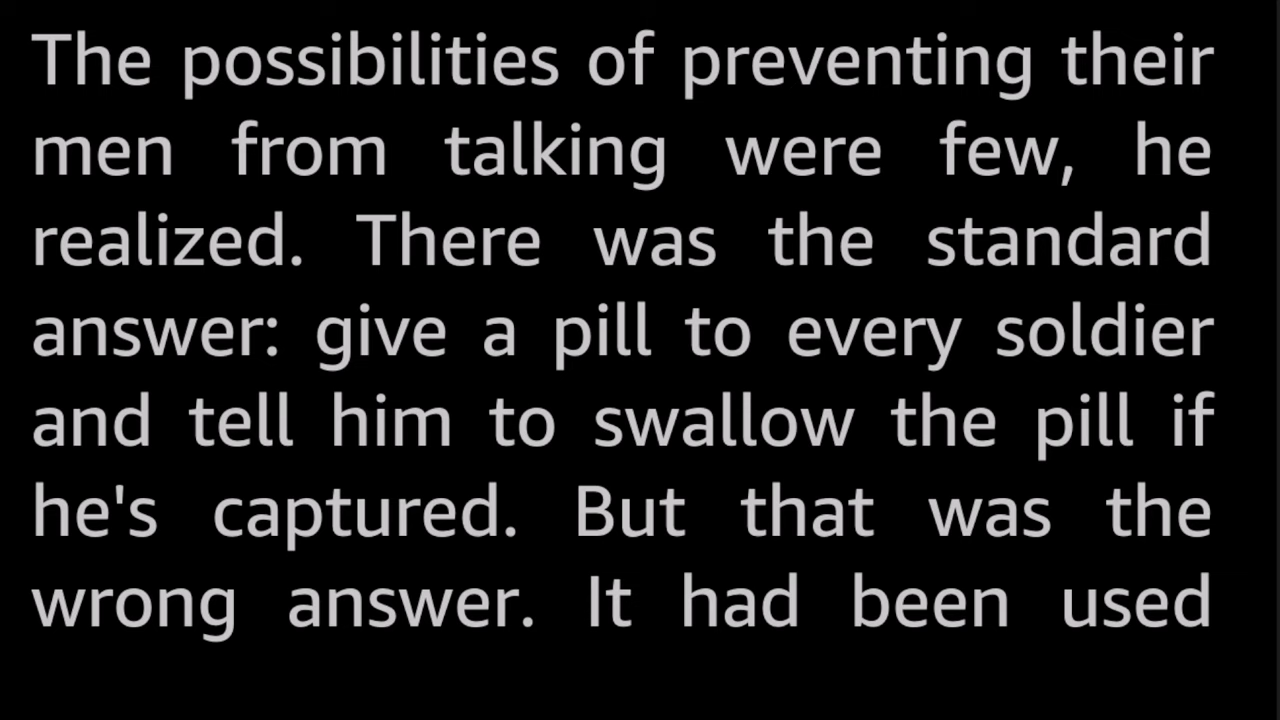 The possibilities of preventing their
men from talking were few, he
realized. There was the standard
answer: give a pill to every soldier
and tell him to swallow the pill if
he's captured. But that was the
wrong answer. It had been used